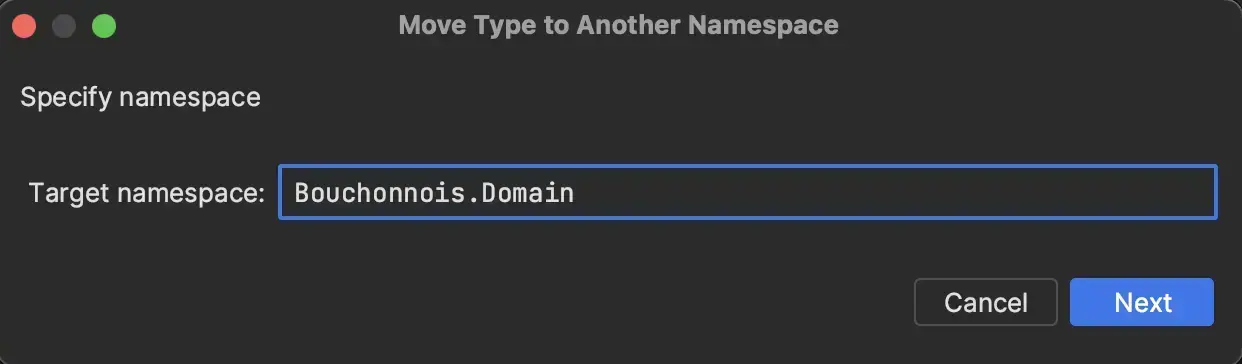 Move Type to Another Namespace
Specify namespace
Target namespace: Bouchonnois.Domain
Cancel Next